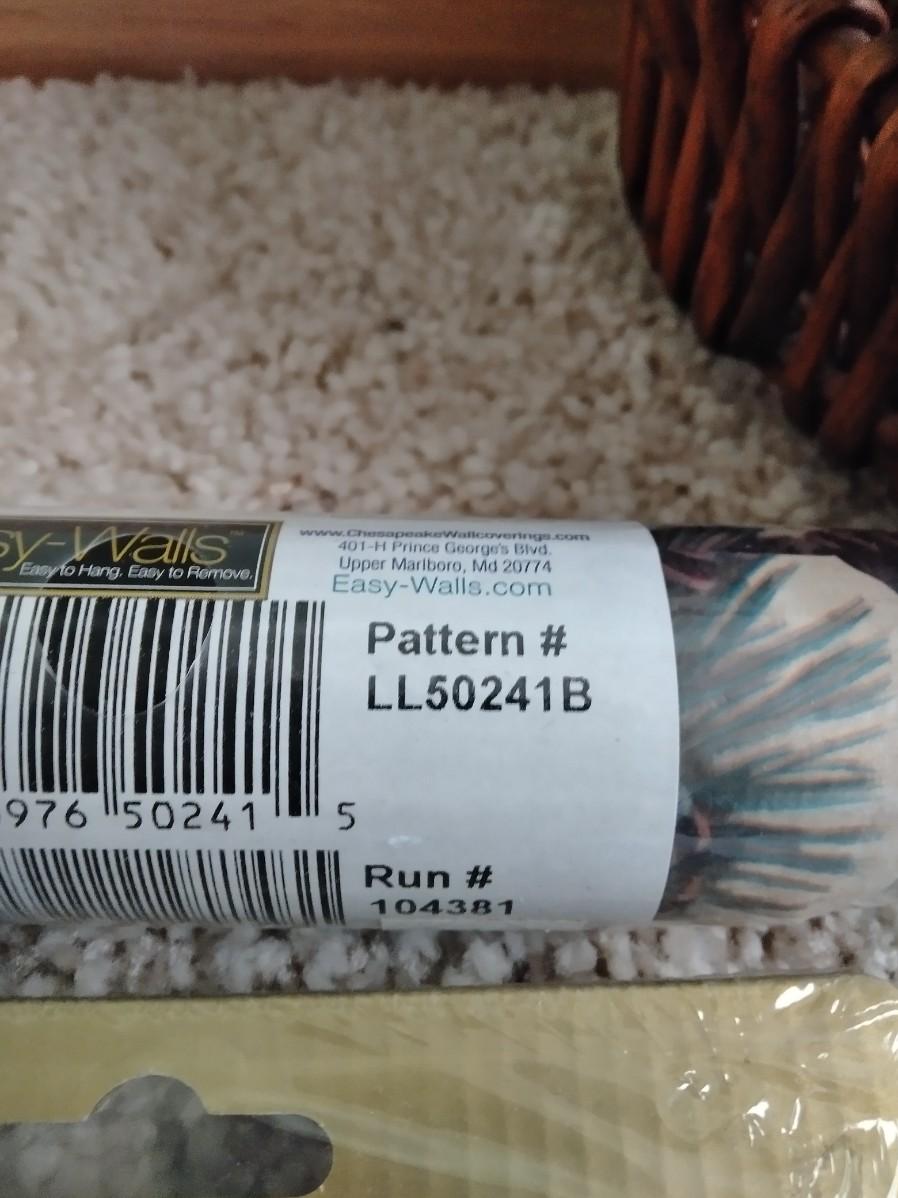 sy-Walls™
Easy to Hang. Easy to Remove.
www.ChesapeakeWallcoverings.com
401-H Prince George's Blvd.
Upper Marlboro, Md 20774
Easy-Walls.com
Pattern #
LL50241B
976 50241 5
Run #
104381